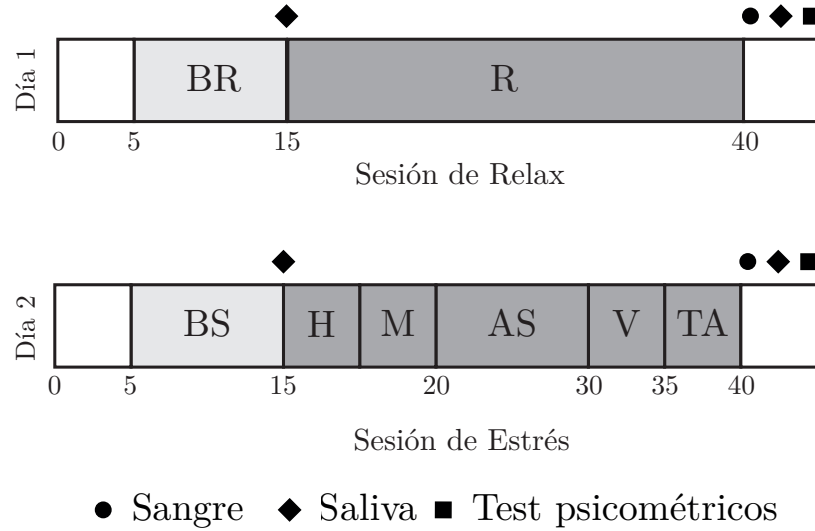 Día 1
BR R
0 5 15 40
Sesión de Relax
Día 2
BS H M AS V TA
0 5 15 20 30 35 40
Sesión de Estrés
Sangre Saliva Test psicométricos